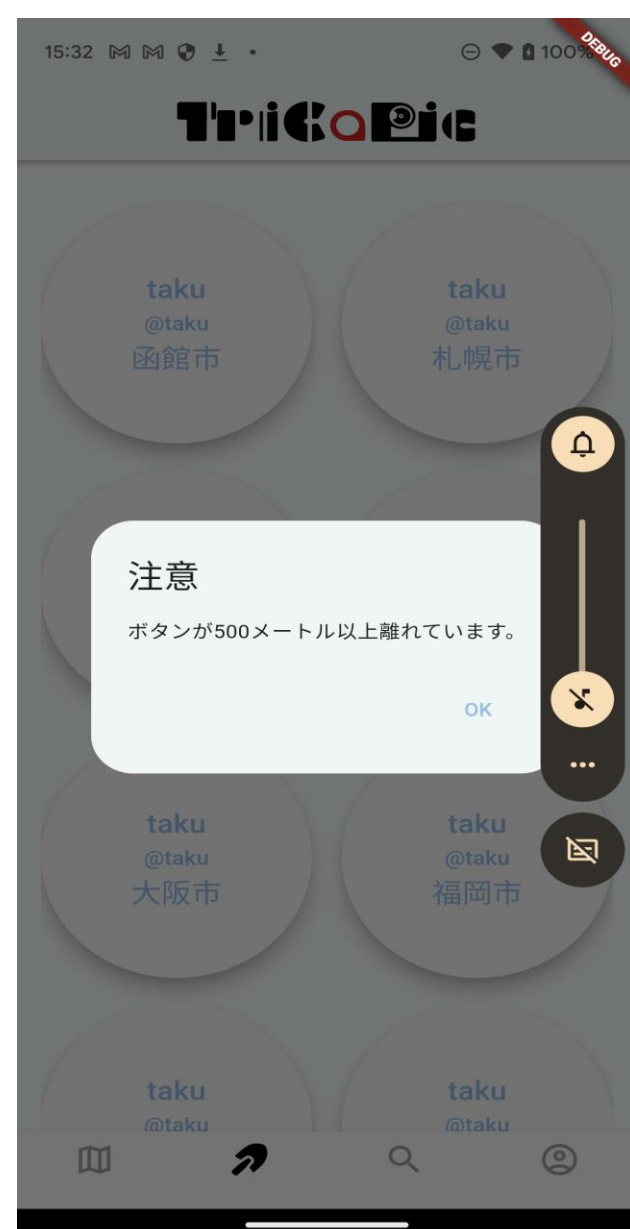 15:32
100%
DEBUG
TriCaPic
taku
@taku
函館市
taku
@taku
札幌市
注意
ボタンが500メートル以上離れています。
OK
taku
@taku
大阪市
taku
@taku
福岡市
taku
@taku
taku
@taku